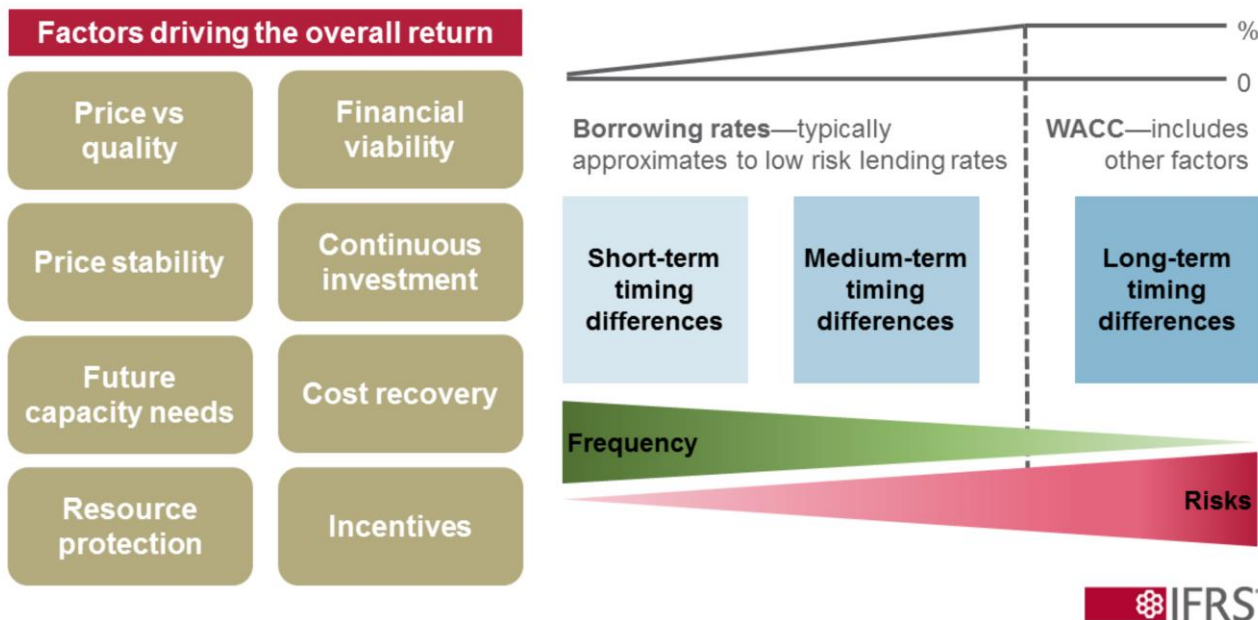 Factors driving the overall return
Price vs
quality
Financial
viability
Price stability
Continuous
investment
Future
capacity needs
Cost recovery
Resource
protection
Incentives
%
0
Borrowing rates—typically
approximates to low risk lending rates
WACC—includes
other factors
Short-term
timing
differences
Medium-term
timing
differences
Long-term
timing
differences
Frequency
Risks
IFRS